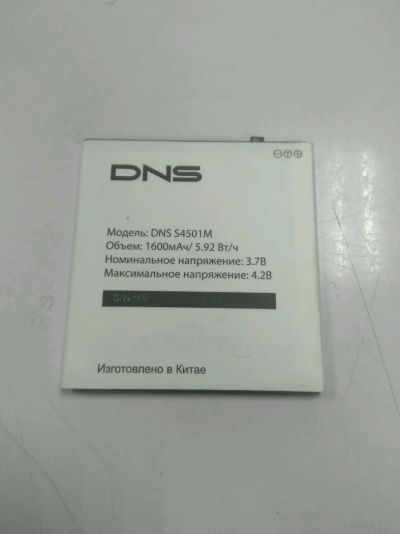 DNS
Модель: DNS S4501M
Объем: 1600мАч/ 5.92 Вт/ч
Номинальное напряжение: 3.7В
Максимальное напряжение: 4.2В
Изготовлено в Китае